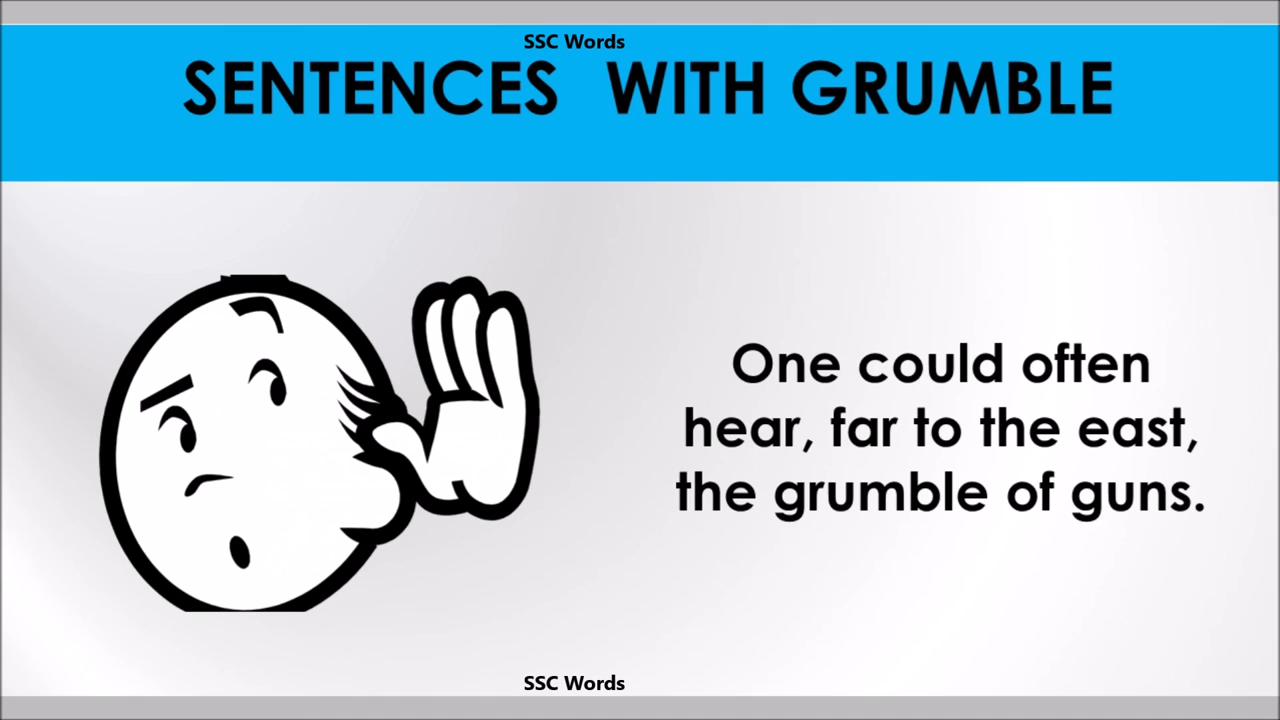 SSC Words
SENTENCES WITH GRUMBLE
One could often
hear, far to the east,
the grumble of guns.
SSC Words